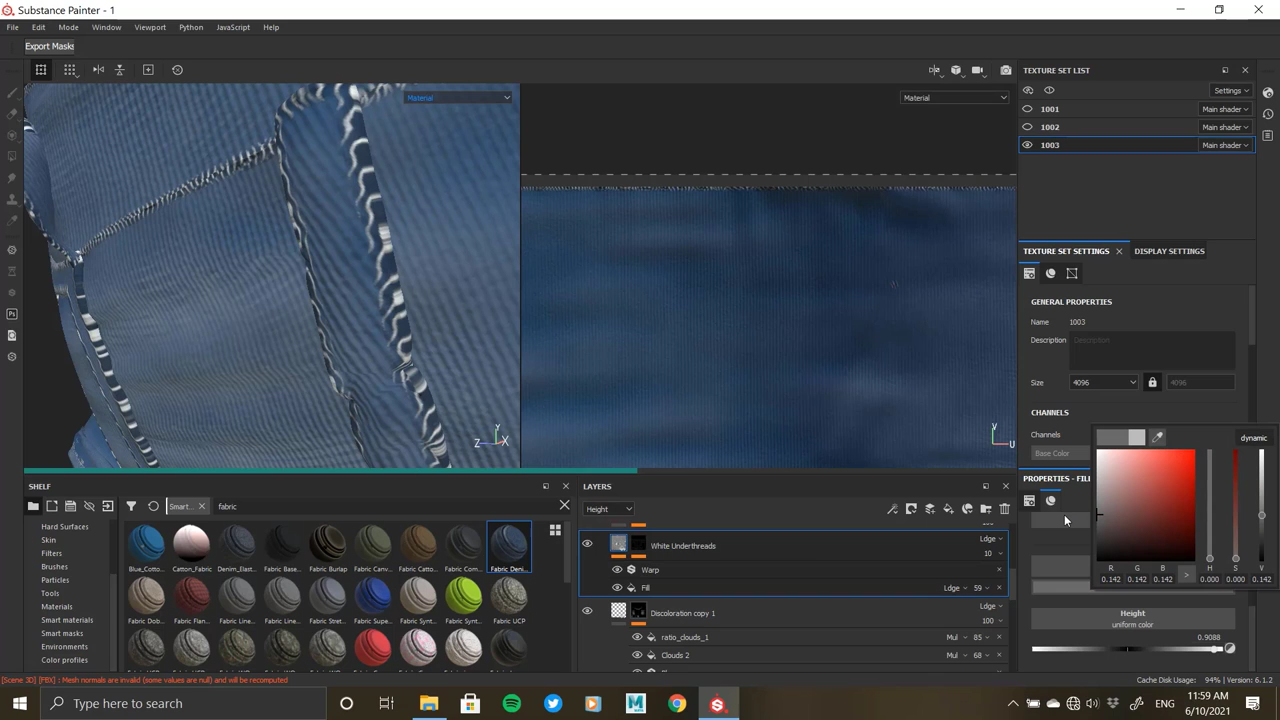 Substance Painter - 1
File Edit Mode Window Viewport Python JavaScript Help
Export Masks
Material
Material
TEXTURE SET LIST
Settings
1001 Main shader
1002 Main shader
1003 Main shader
TEXTURE SET SETTINGS DISPLAY SETTINGS
GENERAL PROPERTIES
Name 1003
Description Description
Size 4096 4096
CHANNELS
Channels
Base Color
dynamic
PROPERTIES - FILL
R G B H S V
0.142 0.142 0.142 > 0.000 0.000 0.142
Height
uniform color
0.9088
Y
Z X
V
U
SHELF
Smart... fabric
Hard Surfaces
Skin
Filters
Brushes
Particles
Tools
Materials
Smart materials
Smart masks
Environments
Color profiles
Blue_Cotto... Catton_Fabric Denim_Elast... Fabric Base... Fabric Burlap Fabric Canv... Fabric Cotto... Fabric Com... Fabric Deni...
Fabric Dob... Fabric Flan... Fabric Line... Fabric Line... Fabric Stret... Fabric Supe... Fabric Synt... Fabric Synt... Fabric UCP
LAYERS
Height
100
White Underthreads Ldge
10
Warp
Fill Ldge 59
Discoloration copy 1 Ldge
100
ratio_clouds_1 Mul 85
Clouds 2 Mul 68
[Scene 3D] [FBX] : Mesh normals are invalid (some values are null) and will be recomputed
Cache Disk Usage: 94% | Version: 6.1.2
Type here to search
ENG
11:59 AM
6/10/2021